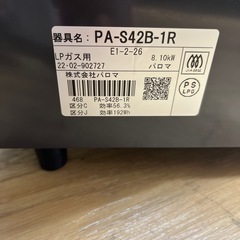 器具名： PA-S42B-1R
E1-2-26
LPガス用 8.10kW
22・02-902727 パロマ
株式会社パロマ
468 PA-S42B-1R
区分C 効率56.3%
区分J 効率192Wh
PS
LPG